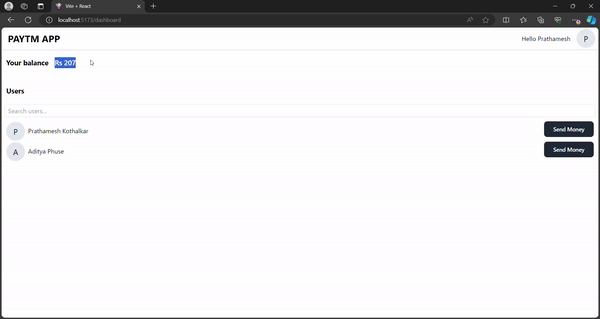 Vite + React
localhost:5173/dashboard
PAYTM APP
Hello Prathamesh
P
Your balance Rs 207
Users
Search users...
P Prathamesh Kothalkar Send Money
A Aditya Phuse Send Money